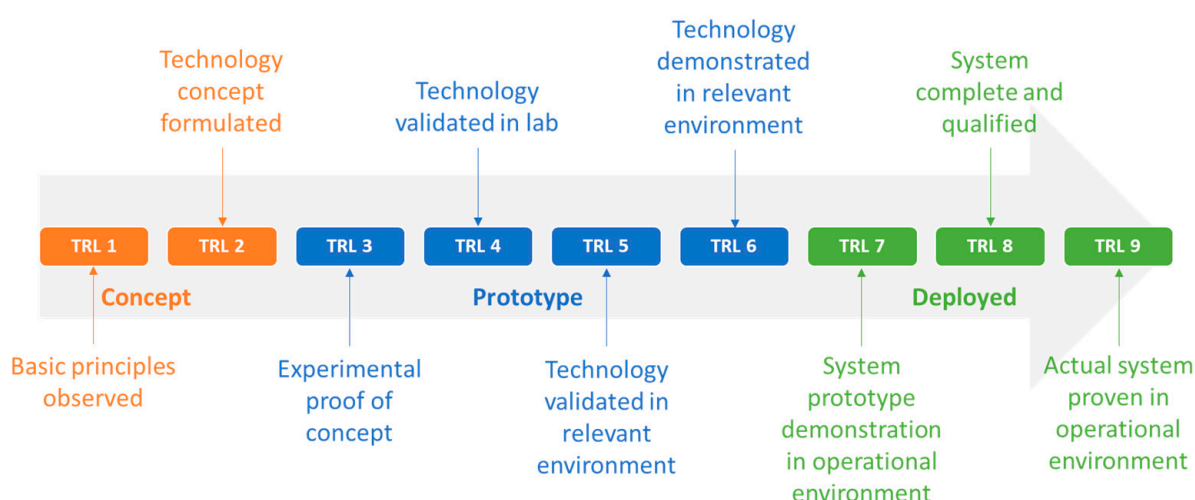 Technology
concept
formulated
Technology
validated in lab
Technology
demonstrated
in relevant
environment
System
complete and
qualified
TRL 1
TRL 2
TRL 3
TRL 4
TRL 5
TRL 6
TRL 7
TRL 8
TRL 9
Concept
Prototype
Deployed
Basic principles
observed
Experimental
proof of
concept
Technology
validated in
relevant
environment
System
prototype
demonstration
in operational
environment
Actual system
proven in
operational
environment